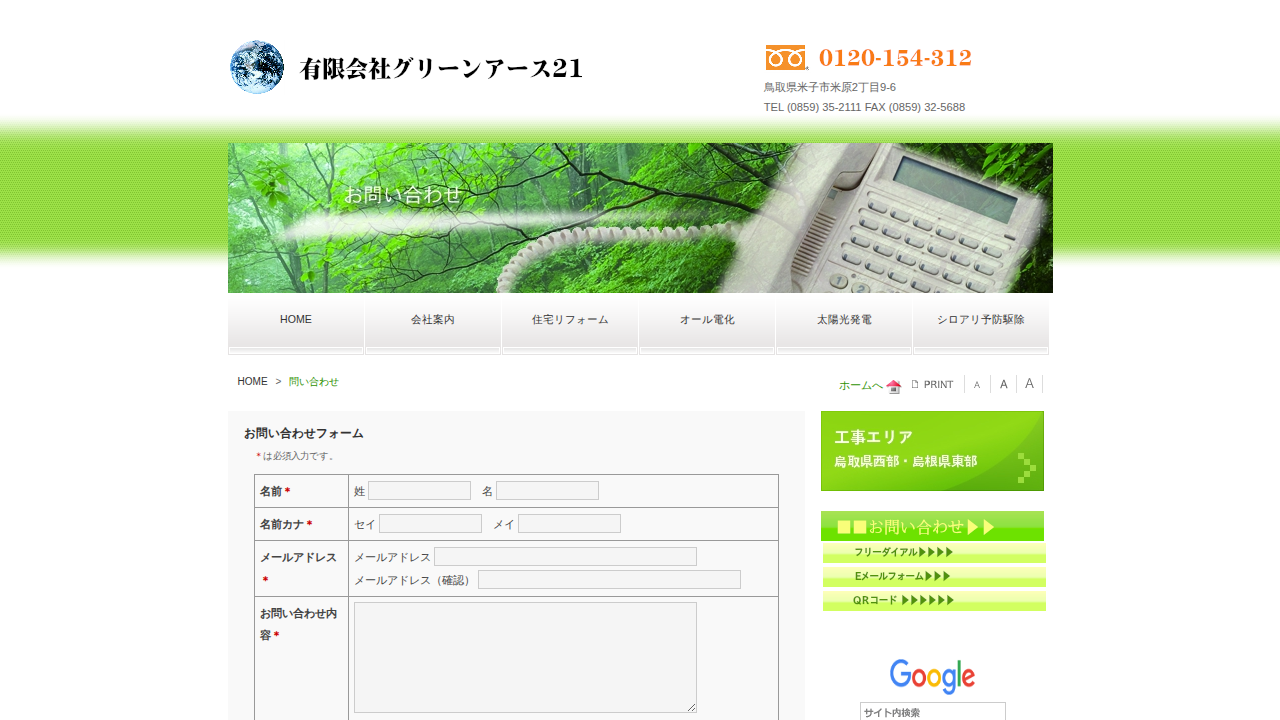 有限会社グリーンアース21
0120-154-312
鳥取県米子市米原2丁目9-6
TEL (0859) 35-2111 FAX (0859) 32-5688
お問い合わせ
HOME 会社案内 住宅リフォーム オール電化 太陽光発電 シロアリ予防駆除
HOME > 問い合わせ
ホームへ PRINT A A A
お問い合わせフォーム
*は必須入力です。
名前* 姓 名
名前カナ* セイ メイ
メールアドレス* メールアドレス
メールアドレス（確認）
お問い合わせ内容*
工事エリア
鳥取県西部・島根県東部
■■お問い合わせ▶▶
フリーダイアル▶▶▶▶
Eメールフォーム▶▶▶
QRコード ▶▶▶▶▶▶
Google
サイト内検索